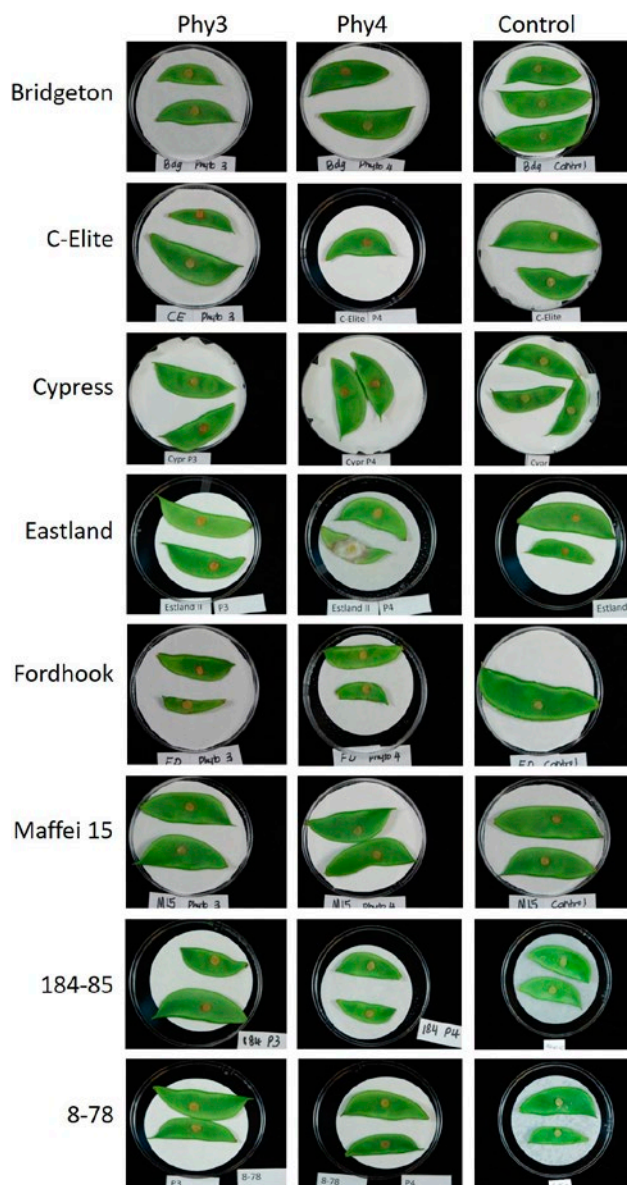 Phy3 Phy4 Control
Bridgeton
Bdg Phyto 3
Bdg Phyto 4
Bdg Control
C-Elite
CE Phyto 3
C-Elite P4
C-Elite
Cypress
Cypr P3
Cypr P4
Cypr
Eastland
Estland II P3
Estland II P4
Estland
Fordhook
FD Phyto 3
FD Phyto 4
FD Control
Maffei 15
M15 Phyto 3
M15 Phyto 4
M15 Control
184-85
184 P3
184 P4
8-78
P3 8-78
8-78 P4